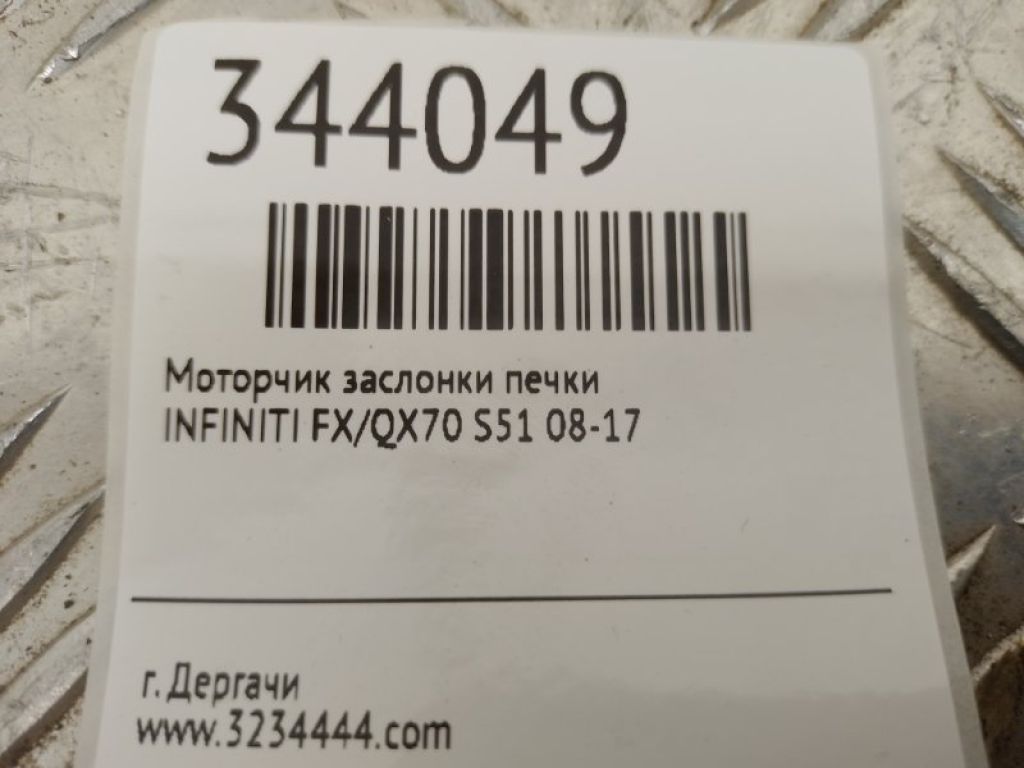 344049
Моторчик заслонки печки
INFINITI FX/QX70 S51 08-17
г. Дергачи
www.3234444.com